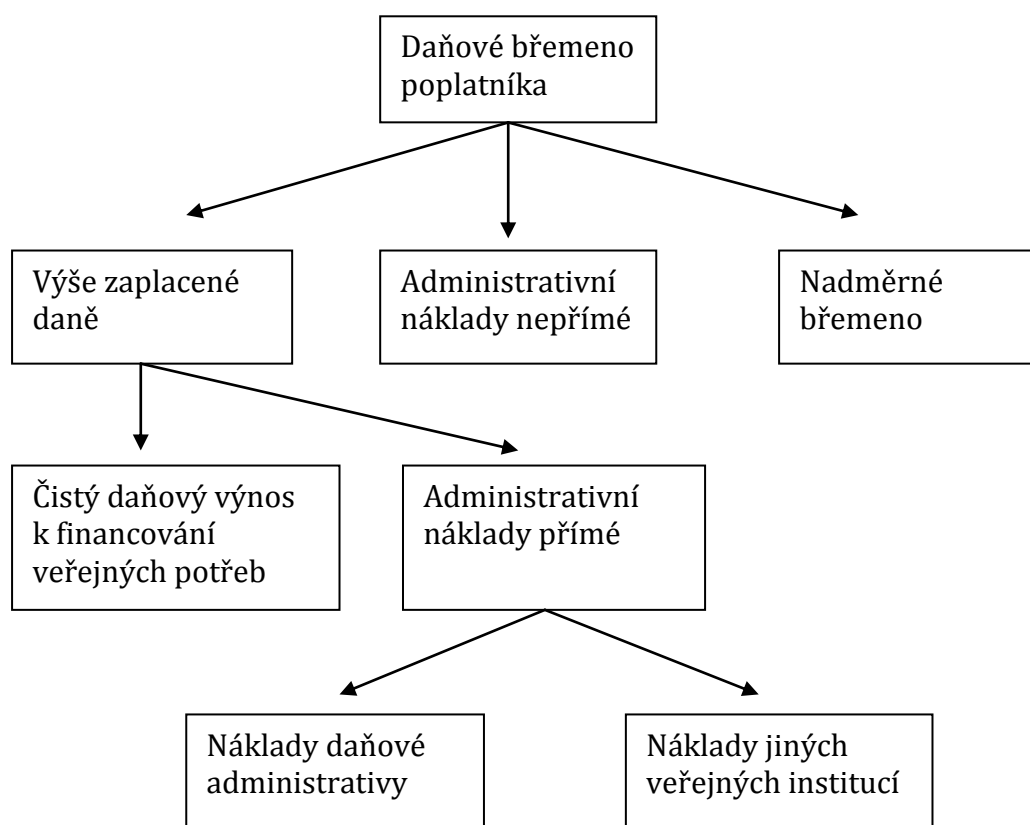 Daňové břemeno
poplatníka
Výše zaplacené
daně
Administrativní
náklady nepřímé
Nadměrné
břemeno
Čistý daňový výnos
k financování
veřejných potřeb
Administrativní
náklady přímé
Náklady daňové
administrativy
Náklady jiných
veřejných institucí